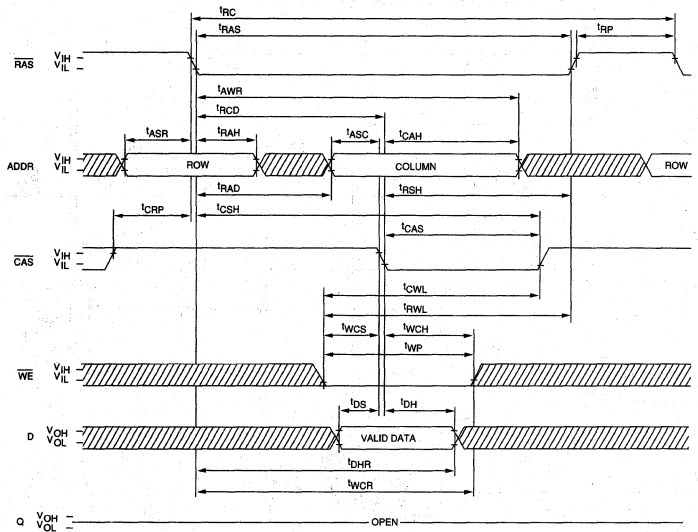 tRC
tRAS
tRP
RAS VIH
VIL
tAWR
tRCD
tASR tRAH tASC tCAH
ADDR VIH
VIL
ROW COLUMN ROW
tRAD tRSH
tCRP tCSH
tCAS
CAS VIH
VIL
tCWL
tRWL
tWCS tWCH
tWP
WE VIH
VIL
tDS tDH
D VOH
VOL
VALID DATA
tDHR
tWCR
Q VOH
VOL
OPEN